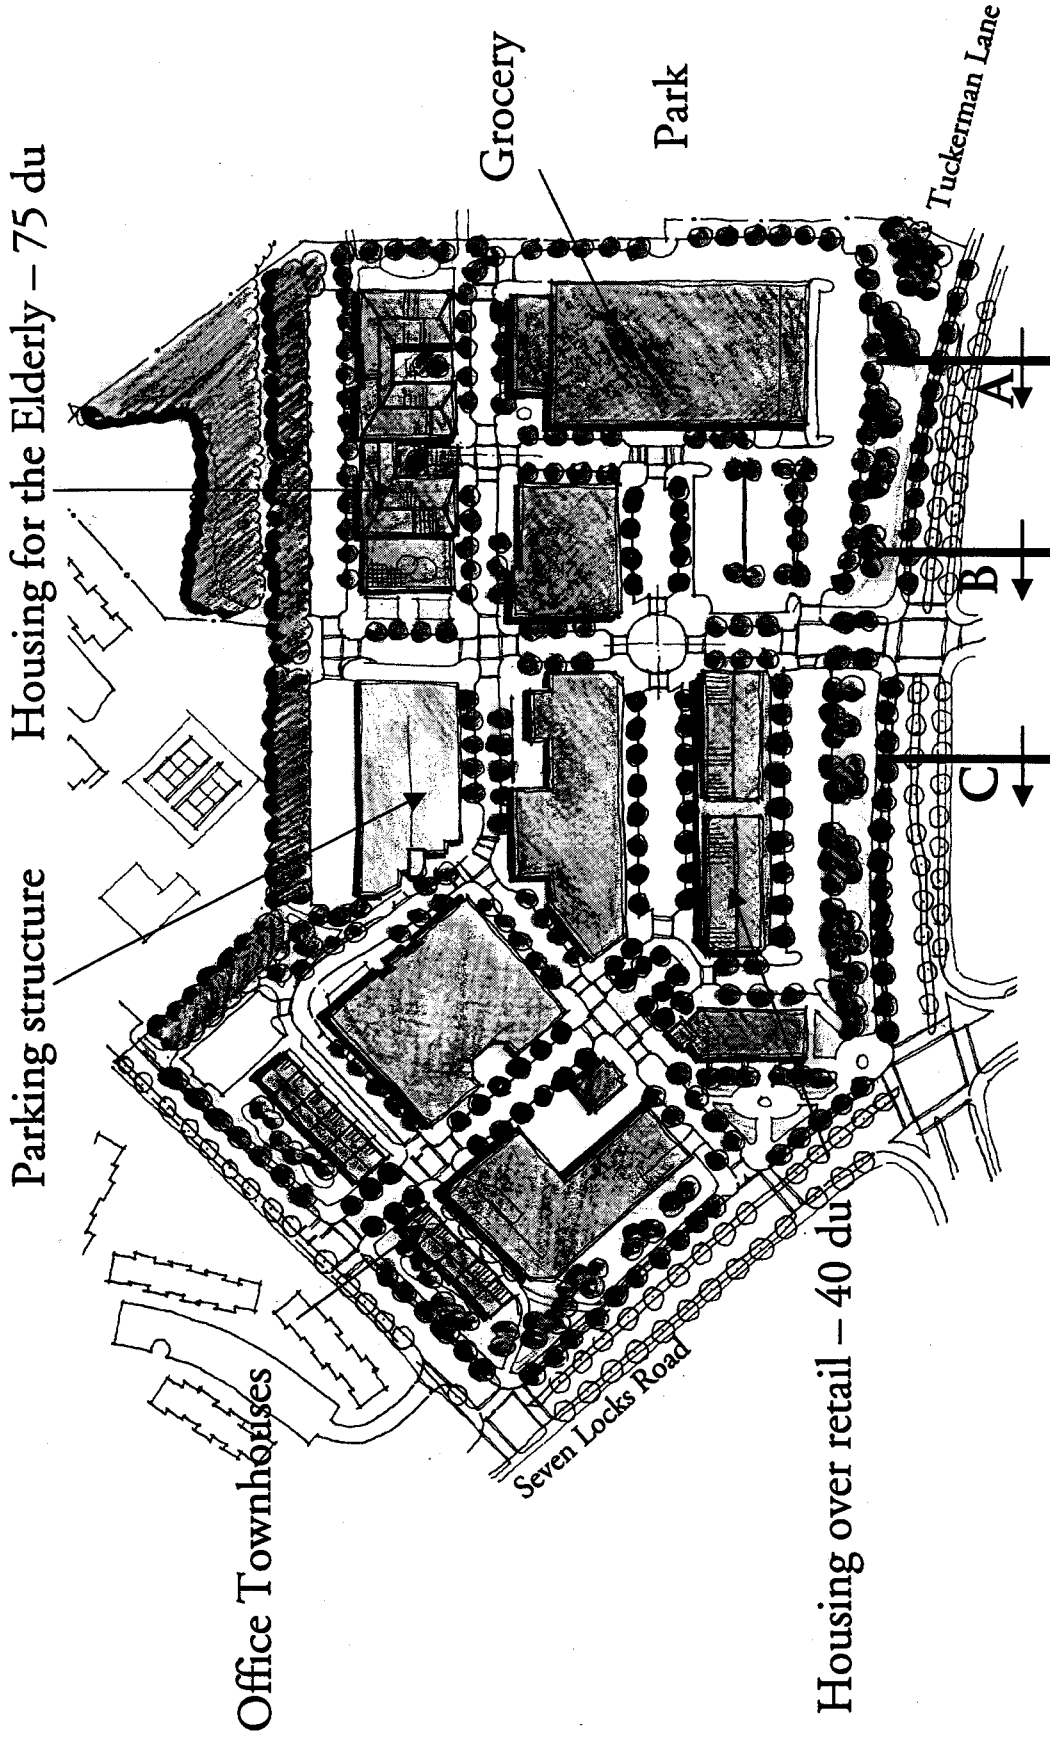 Parking structure
Housing for the Elderly – 75 du
Office Townhouses
Grocery
Park
Seven Locks Road
Tuckerman Lane
Housing over retail – 40 du
C
B
A